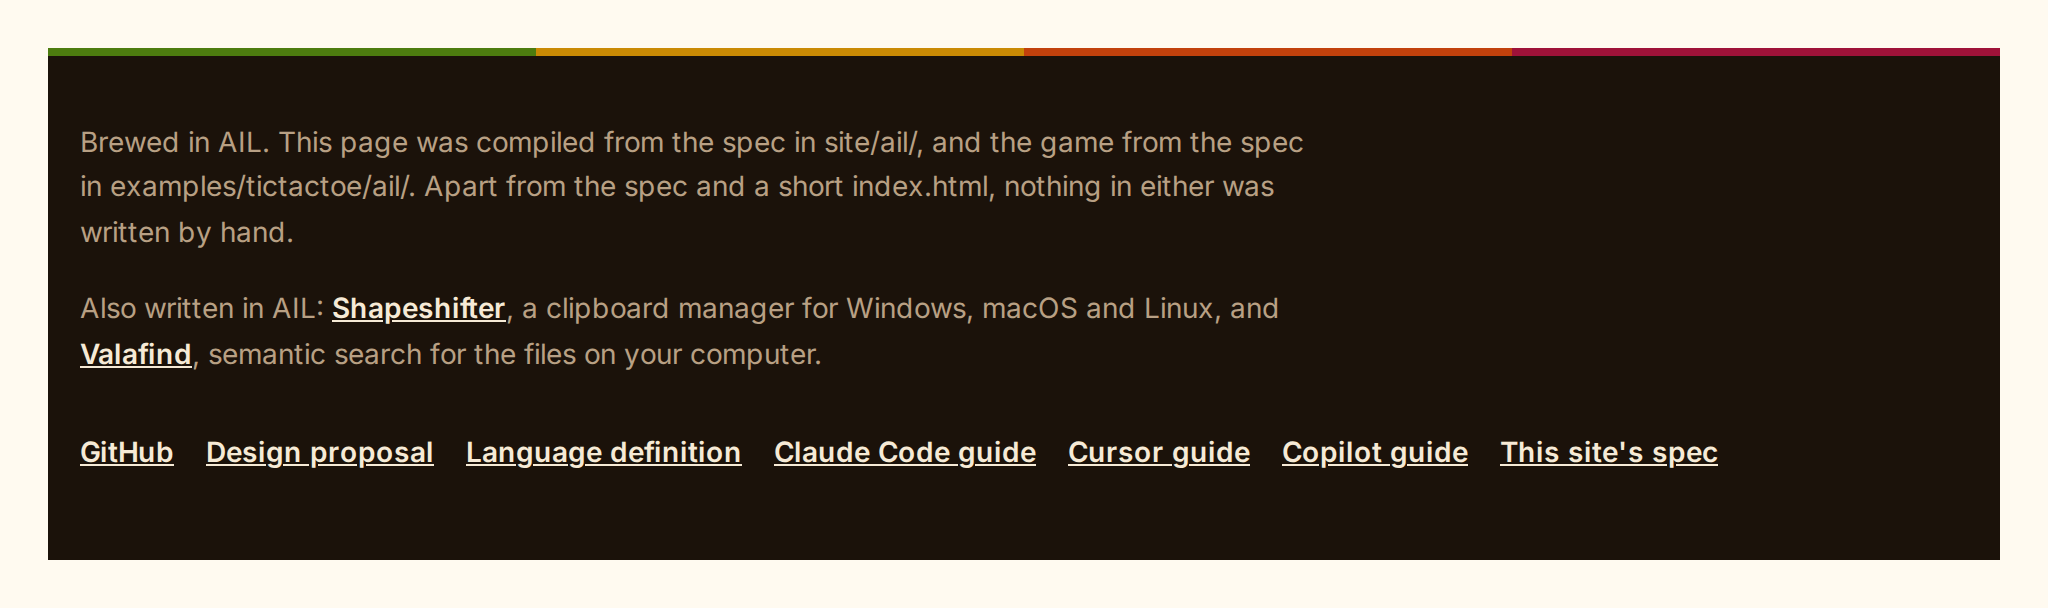 Brewed in AIL. This page was compiled from the spec in site/ail/, and the game from the spec
in examples/tictactoe/ail/. Apart from the spec and a short index.html, nothing in either was
written by hand.
Also written in AIL: Shapeshifter, a clipboard manager for Windows, macOS and Linux, and
Valafind, semantic search for the files on your computer.
GitHub Design proposal Language definition Claude Code guide Cursor guide Copilot guide This site's spec